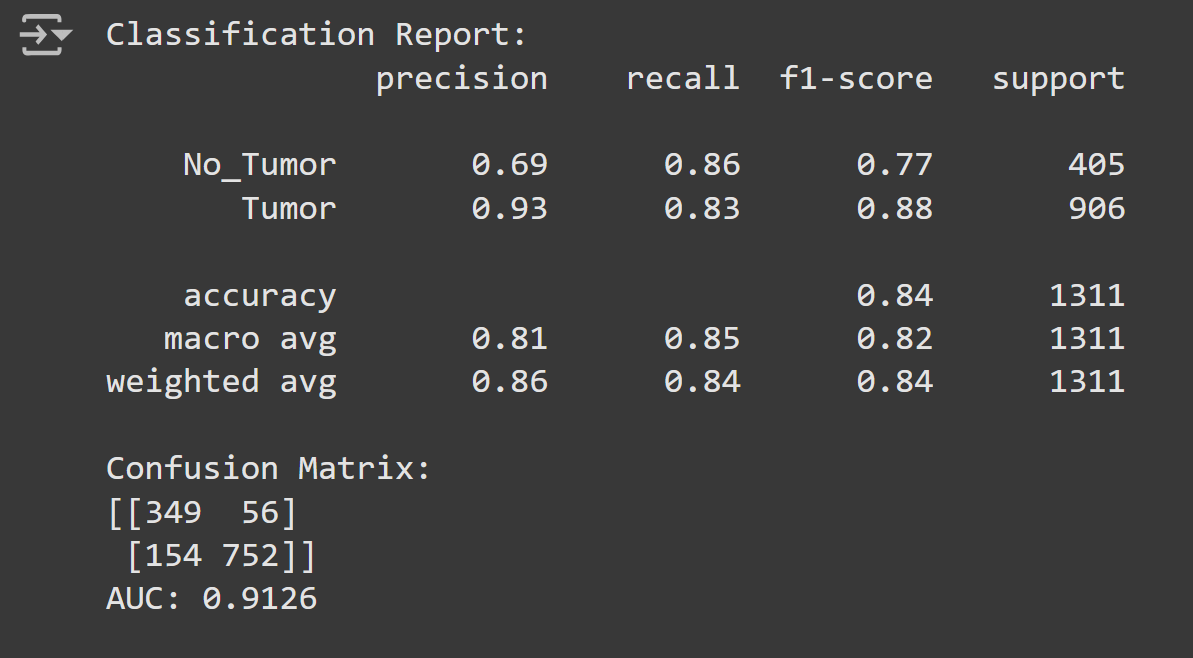 Classification Report:
              precision    recall  f1-score   support

    No_Tumor       0.69      0.86      0.77       405
       Tumor       0.93      0.83      0.88       906

    accuracy                           0.84      1311
   macro avg       0.81      0.85      0.82      1311
weighted avg       0.86      0.84      0.84      1311

Confusion Matrix:
[[349  56]
 [154 752]]
AUC: 0.9126